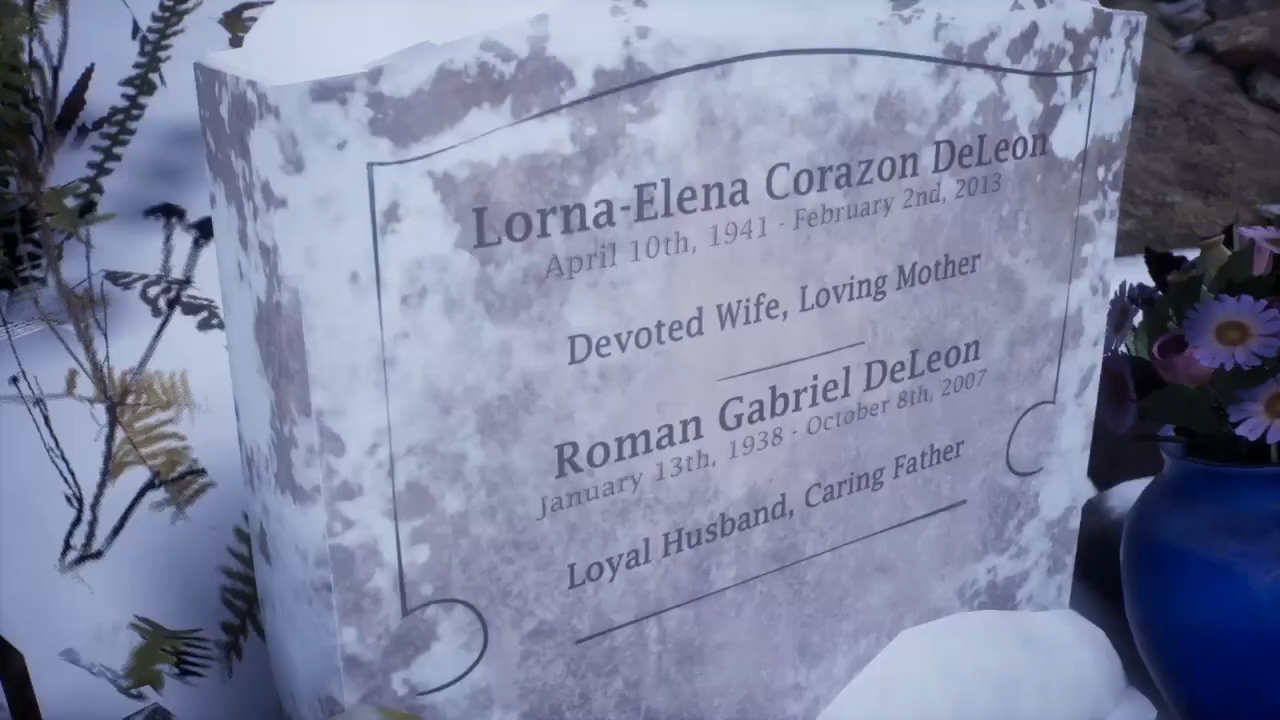 Lorna-Elena Corazon DeLeon
April 10th, 1941 - February 2nd, 2013
Devoted Wife, Loving Mother
Roman Gabriel DeLeon
January 13th, 1938 - October 8th, 2007
Loyal Husband, Caring Father